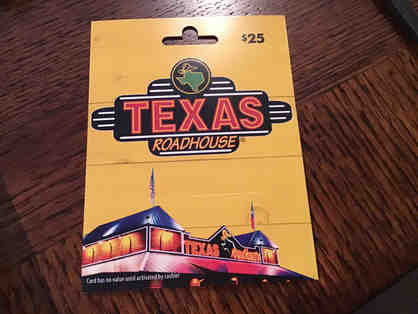 $25
TEXAS
ROADHOUSE
TEXAS
Card has no value until activated by cashier